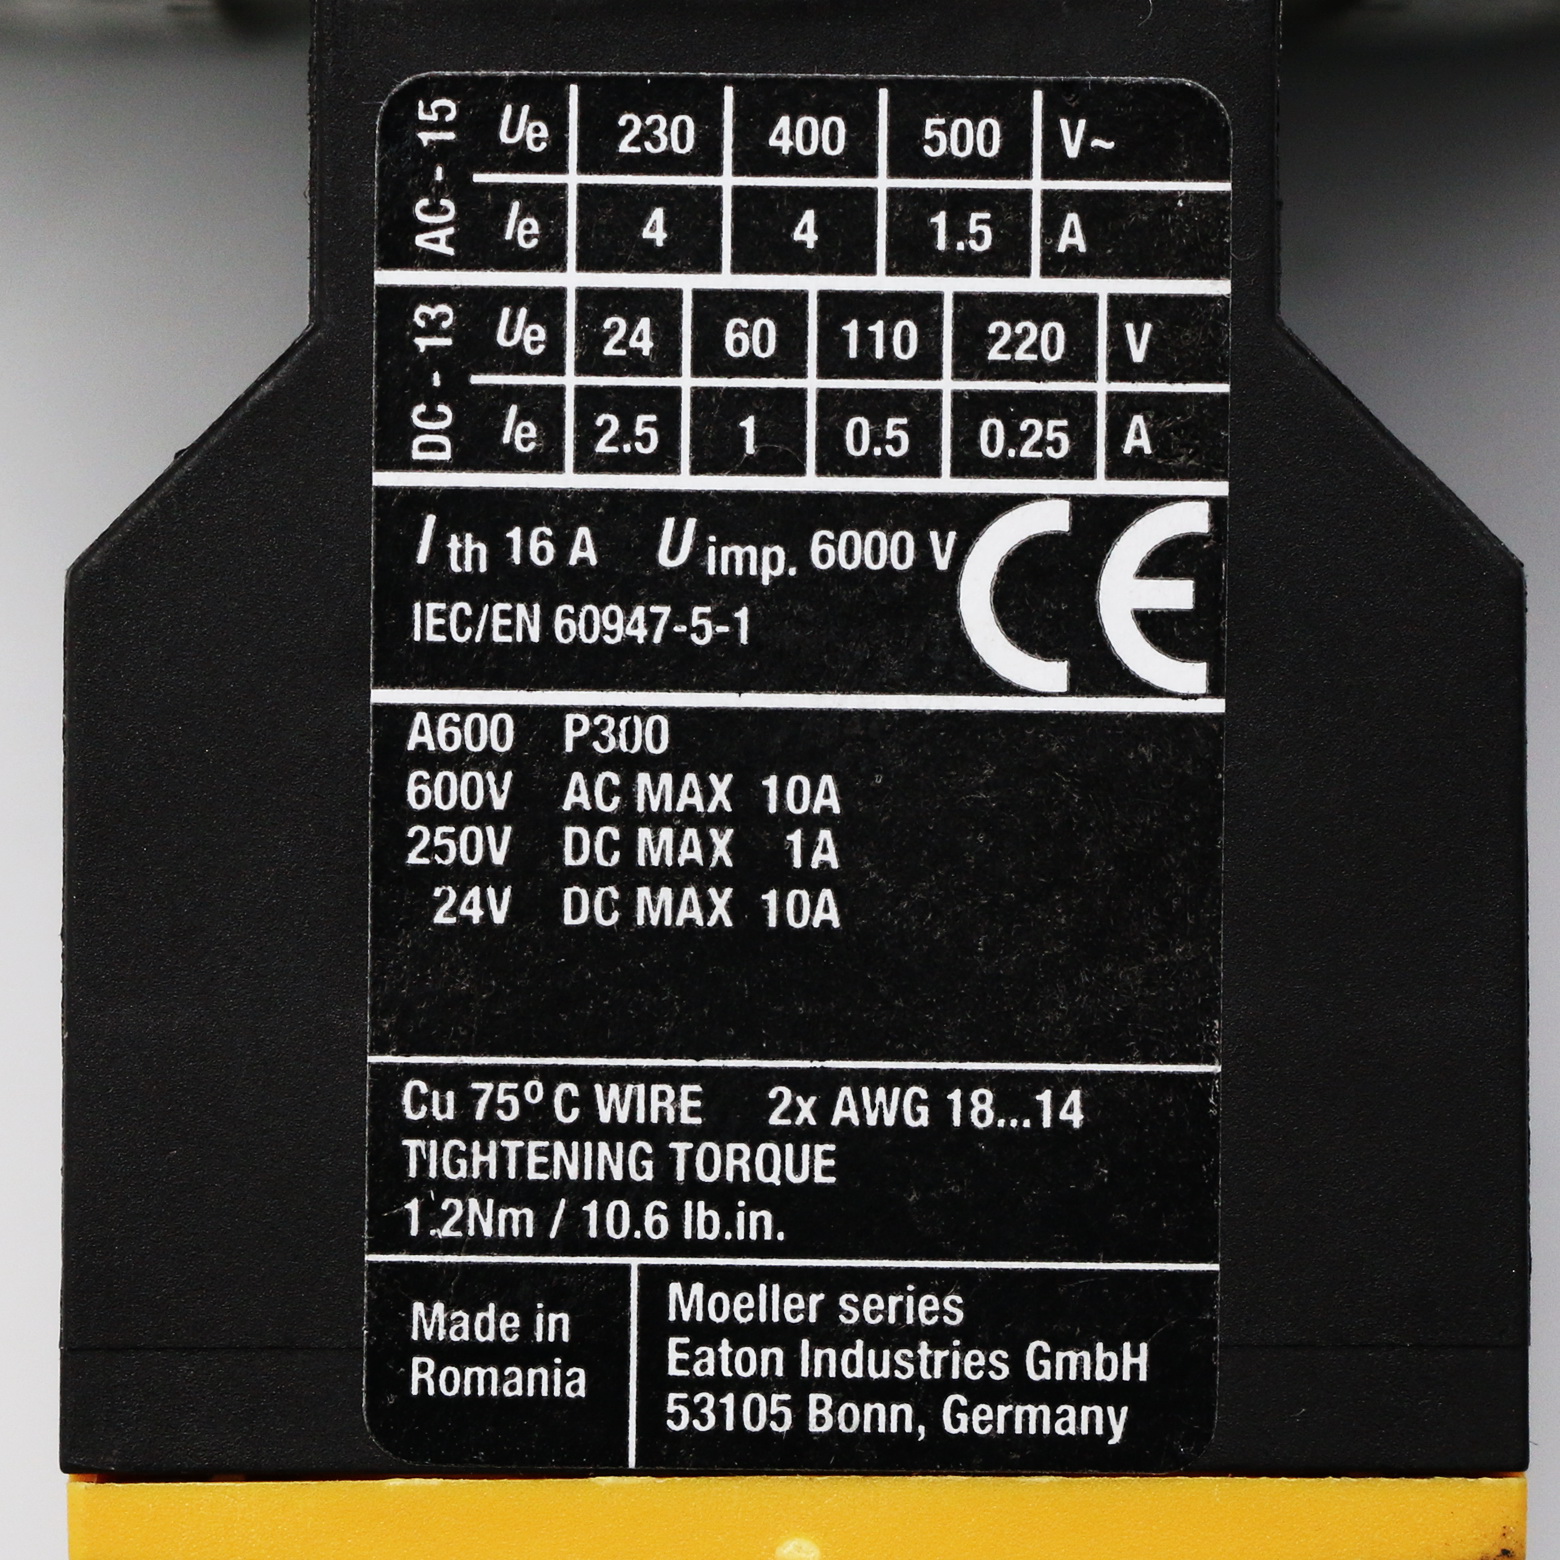 AC-15 Ue 230 400 500 V~
Ie 4 4 1.5 A
DC-13 Ue 24 60 110 220 V
Ie 2.5 1 0.5 0.25 A
I th 16 A U imp. 6000 V CE
IEC/EN 60947-5-1
A600 P300
600V AC MAX 10A
250V DC MAX 1A
24V DC MAX 10A
Cu 75°C WIRE 2x AWG 18...14
TIGHTENING TORQUE
1.2Nm / 10.6 lb.in.
Made in
Romania
Moeller series
Eaton Industries GmbH
53105 Bonn, Germany